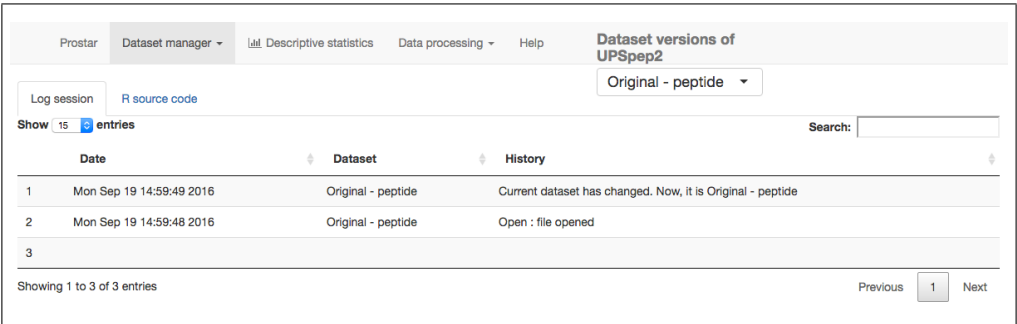 Prostar Dataset manager Descriptive statistics Data processing Help
Dataset versions of
UPSpep2
Original - peptide
Log session R source code
Show 15 entries Search:
Date Dataset History
1 Mon Sep 19 14:59:49 2016 Original - peptide Current dataset has changed. Now, it is Original - peptide
2 Mon Sep 19 14:59:48 2016 Original - peptide Open : file opened
3
Showing 1 to 3 of 3 entries Previous 1 Next